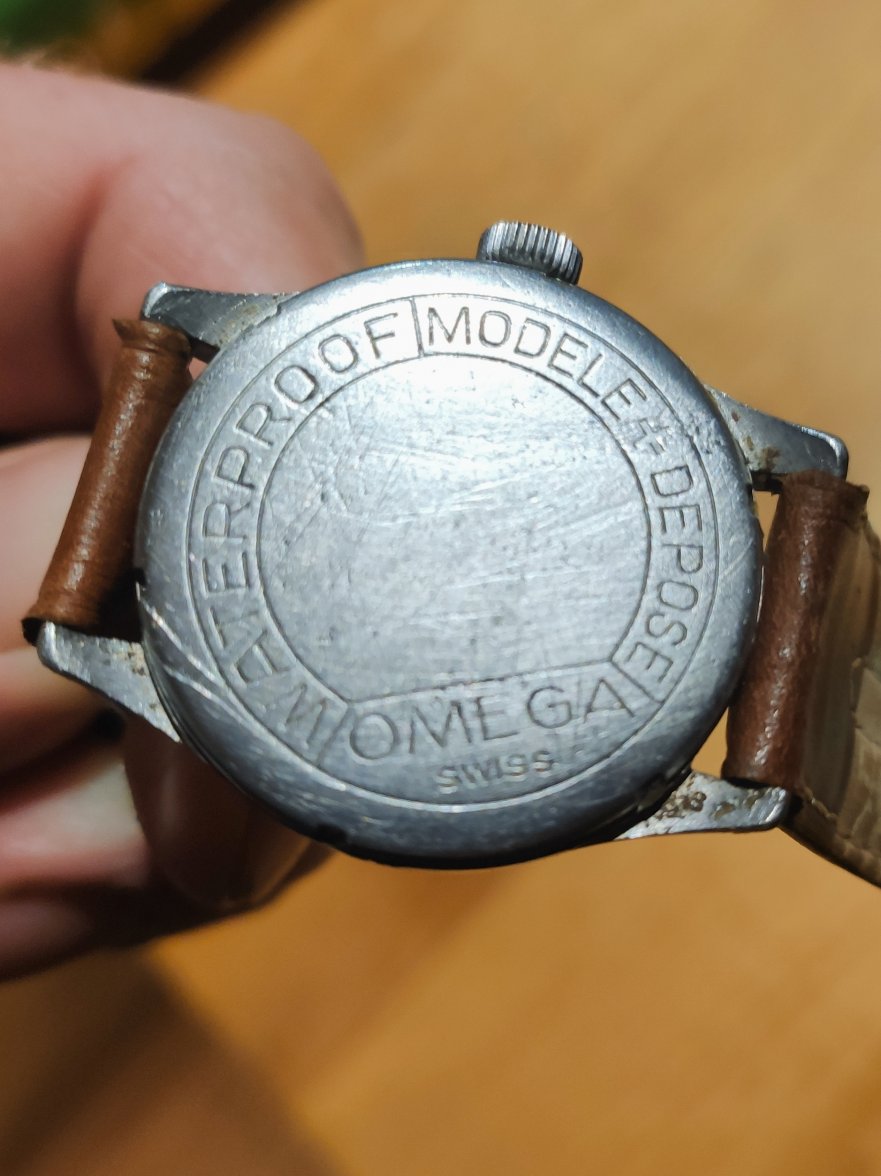 WATERPROOF
MODELE ✠ DEPOSE
OMEGA
SWISS